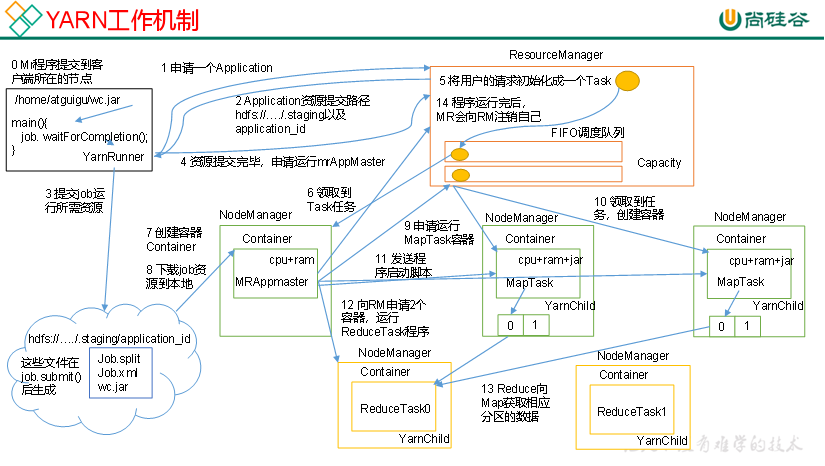 YARN工作机制
尚硅谷
0 Mr程序提交到客
户端所在的节点
/home/atguigu/wc.jar
main(){
job. waitForCompletion();
}
YarnRunner
1 申请一个Application
2 Application资源提交路径
hdfs://…./.staging以及
application_id
4 资源提交完毕，申请运行mrAppMaster
ResourceManager
5 将用户的请求初始化成一个Task
14 程序运行完后，
MR会向RM注销自己
FIFO调度队列
Capacity
3 提交job运
行所需资源
6 领取到
Task任务
7 创建容器
Container
8 下载job资
源到本地
NodeManager
Container
cpu+ram
MRAppmaster
9 申请运行
MapTask容器
11 发送程
序启动脚本
12 向RM申请2个
容器，运行
ReduceTask程序
NodeManager
Container
cpu+ram+jar
MapTask
YarnChild
0 1
10 领取到任
务，创建容器
NodeManager
Container
cpu+ram+jar
MapTask
YarnChild
0 1
hdfs://…./.staging/application_id
这些文件在
job.submit()
后生成
Job.split
Job.xml
wc.jar
NodeManager
Container
ReduceTask0
YarnChild
13 Reduce向
Map获取相应
分区的数据
NodeManager
Container
ReduceTask1
YarnChild
有难学的技术